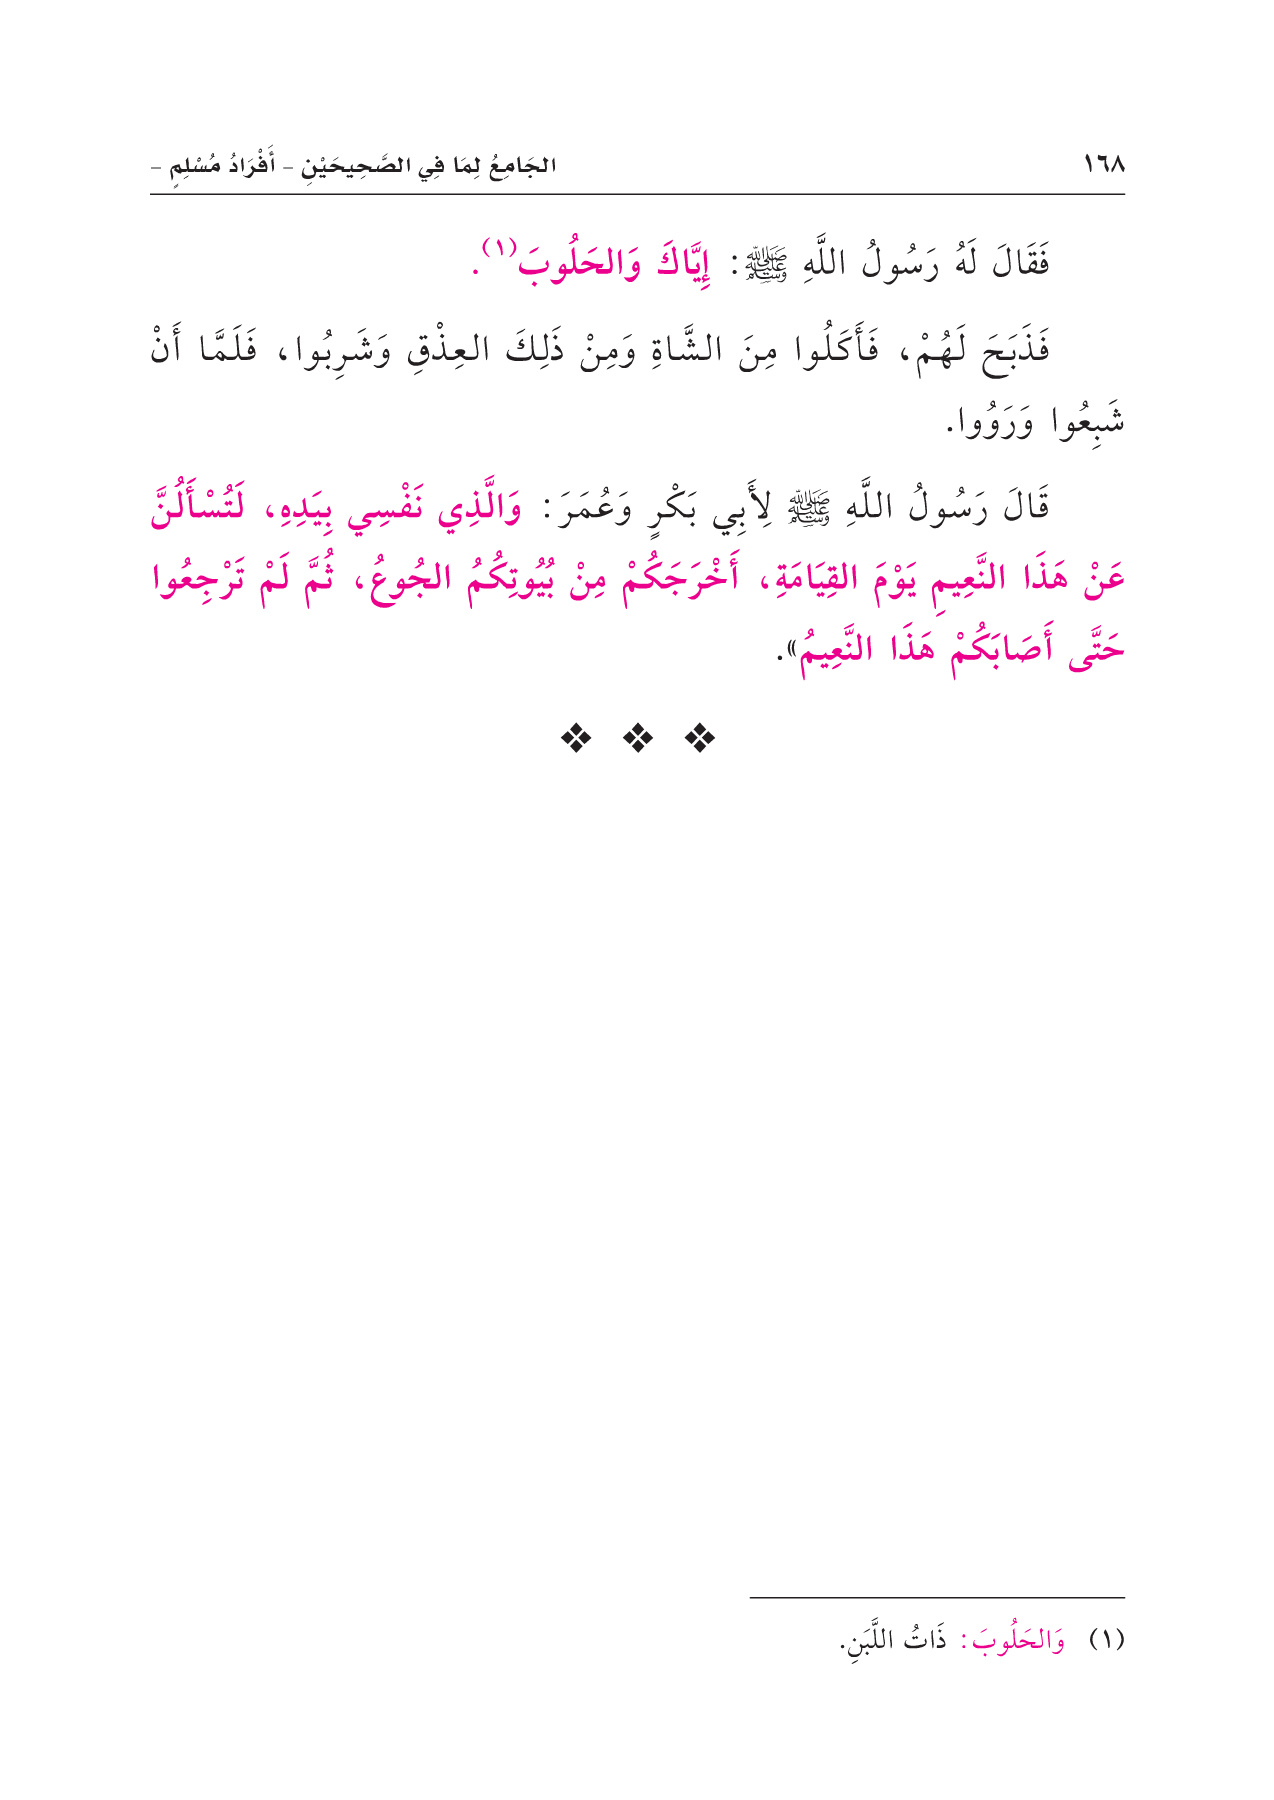 ١٦٨ الجَامِعُ لِمَا فِي الصَّحِيحَيْنِ – أَفْرَادُ مُسْلِمٍ –
فَقَالَ لَهُ رَسُولُ اللَّهِ ﷺ: إِيَّاكَ وَالحَلُوبَ(١).
فَذَبَحَ لَهُمْ، فَأَكَلُوا مِنَ الشَّاةِ وَمِنْ ذَلِكَ العِذْقِ وَشَرِبُوا، فَلَمَّا أَنْ
شَبِعُوا وَرَوُوا.
قَالَ رَسُولُ اللَّهِ ﷺ لِأَبِي بَكْرٍ وَعُمَرَ: وَالَّذِي نَفْسِي بِيَدِهِ، لَتُسْأَلُنَّ
عَنْ هَذَا النَّعِيمِ يَوْمَ القِيَامَةِ، أَخْرَجَكُمْ مِنْ بُيُوتِكُمُ الجُوعُ، ثُمَّ لَمْ تَرْجِعُوا
حَتَّى أَصَابَكُمْ هَذَا النَّعِيمُ».
(١) وَالحَلُوبَ: ذَاتُ اللَّبَنِ.